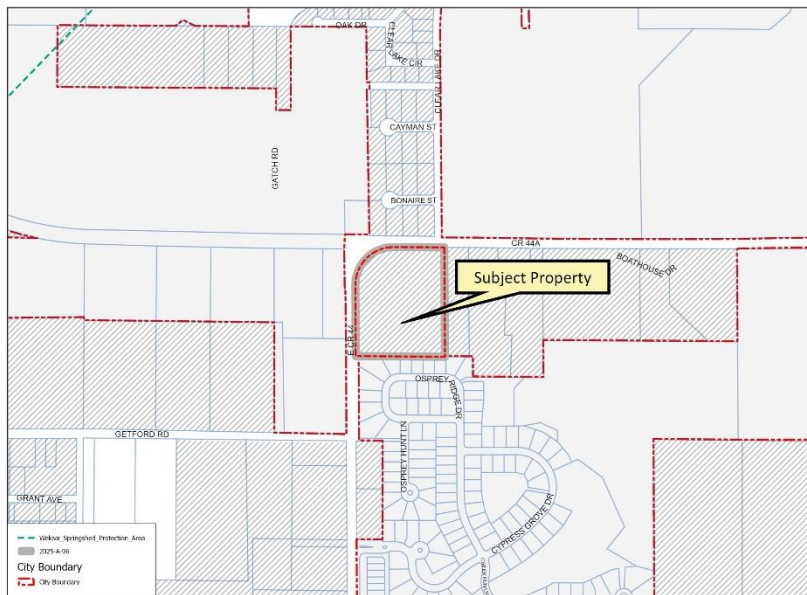 OAK DR
CLEAR LAKE CIR
CLEAR LAKE DR
CAYMAN ST
GATCH RD
BONAIRE ST
CR 44A
BOATHOUSE DR
Subject Property
E CR 44
OSPREY RIDGE DR
GETFORD RD
OSPREY HUNT LN
GRANT AVE
CYPRESS GROVE DR
Wekiva_Springshed_Protection_Area
2025-A-06
City Boundary
City Boundary